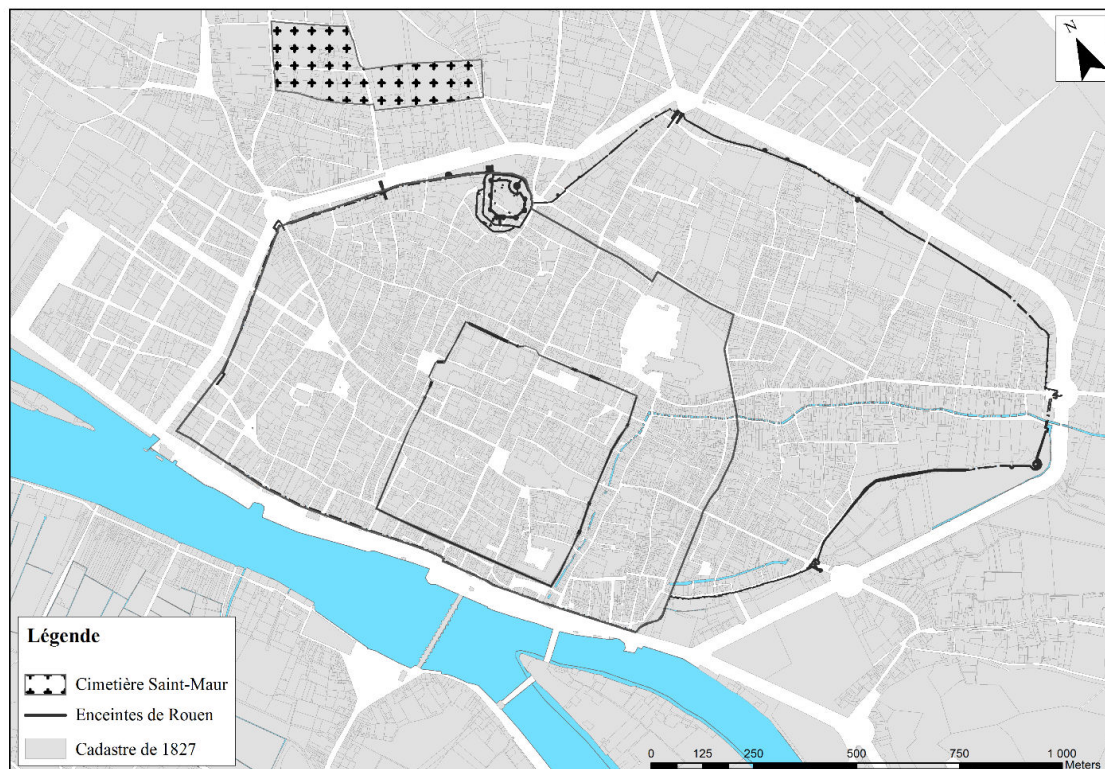 N
Légende
Cimetière Saint-Maur
Enceintes de Rouen
Cadastre de 1827
0 125 250 500 750 1 000
Meters